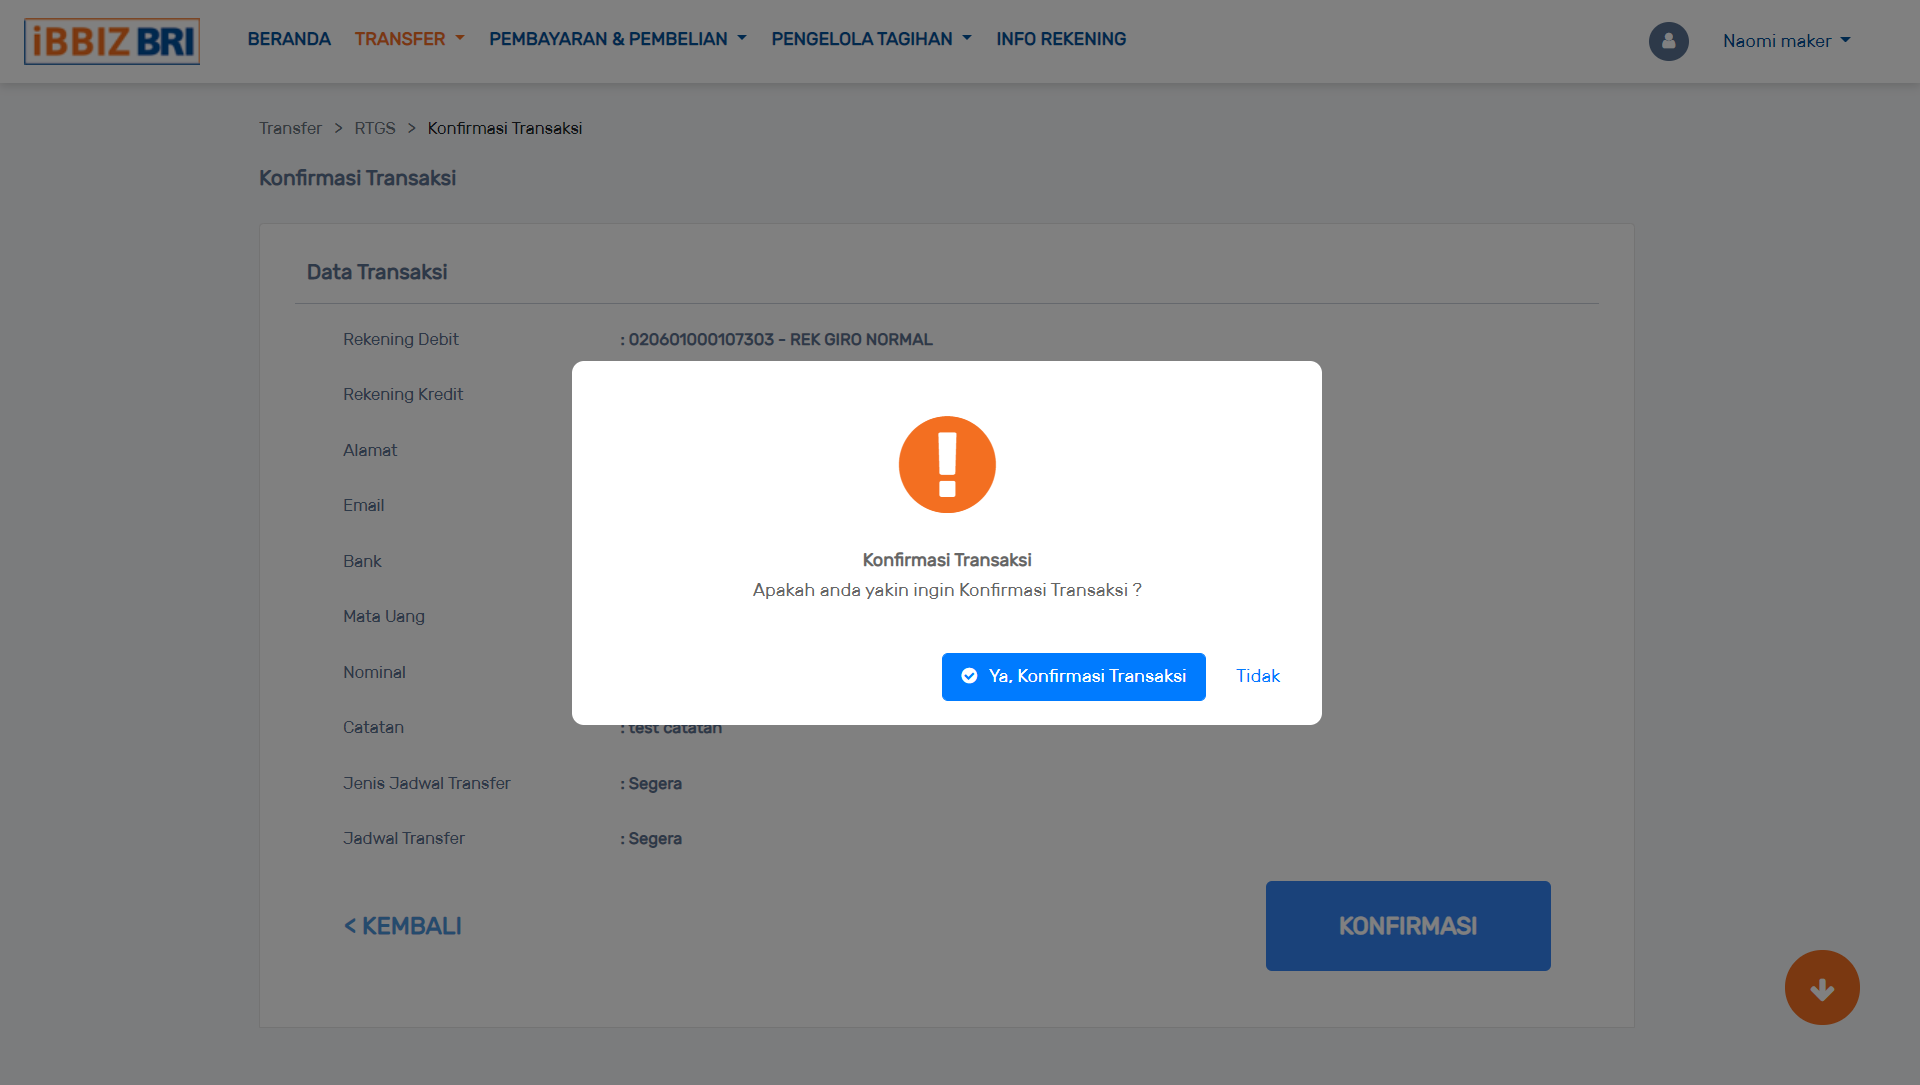 iBBIZ BRI
BERANDA TRANSFER PEMBAYARAN & PEMBELIAN PENGELOLA TAGIHAN INFO REKENING
Naomi maker
Transfer > RTGS > Konfirmasi Transaksi
Konfirmasi Transaksi
Data Transaksi
Rekening Debit : 020601000107303 - REK GIRO NORMAL
Rekening Kredit
Alamat
Email
Bank
Mata Uang
Nominal
Catatan : test catatan
Jenis Jadwal Transfer : Segera
Jadwal Transfer : Segera
< KEMBALI
KONFIRMASI
Konfirmasi Transaksi
Apakah anda yakin ingin Konfirmasi Transaksi ?
Ya, Konfirmasi Transaksi
Tidak